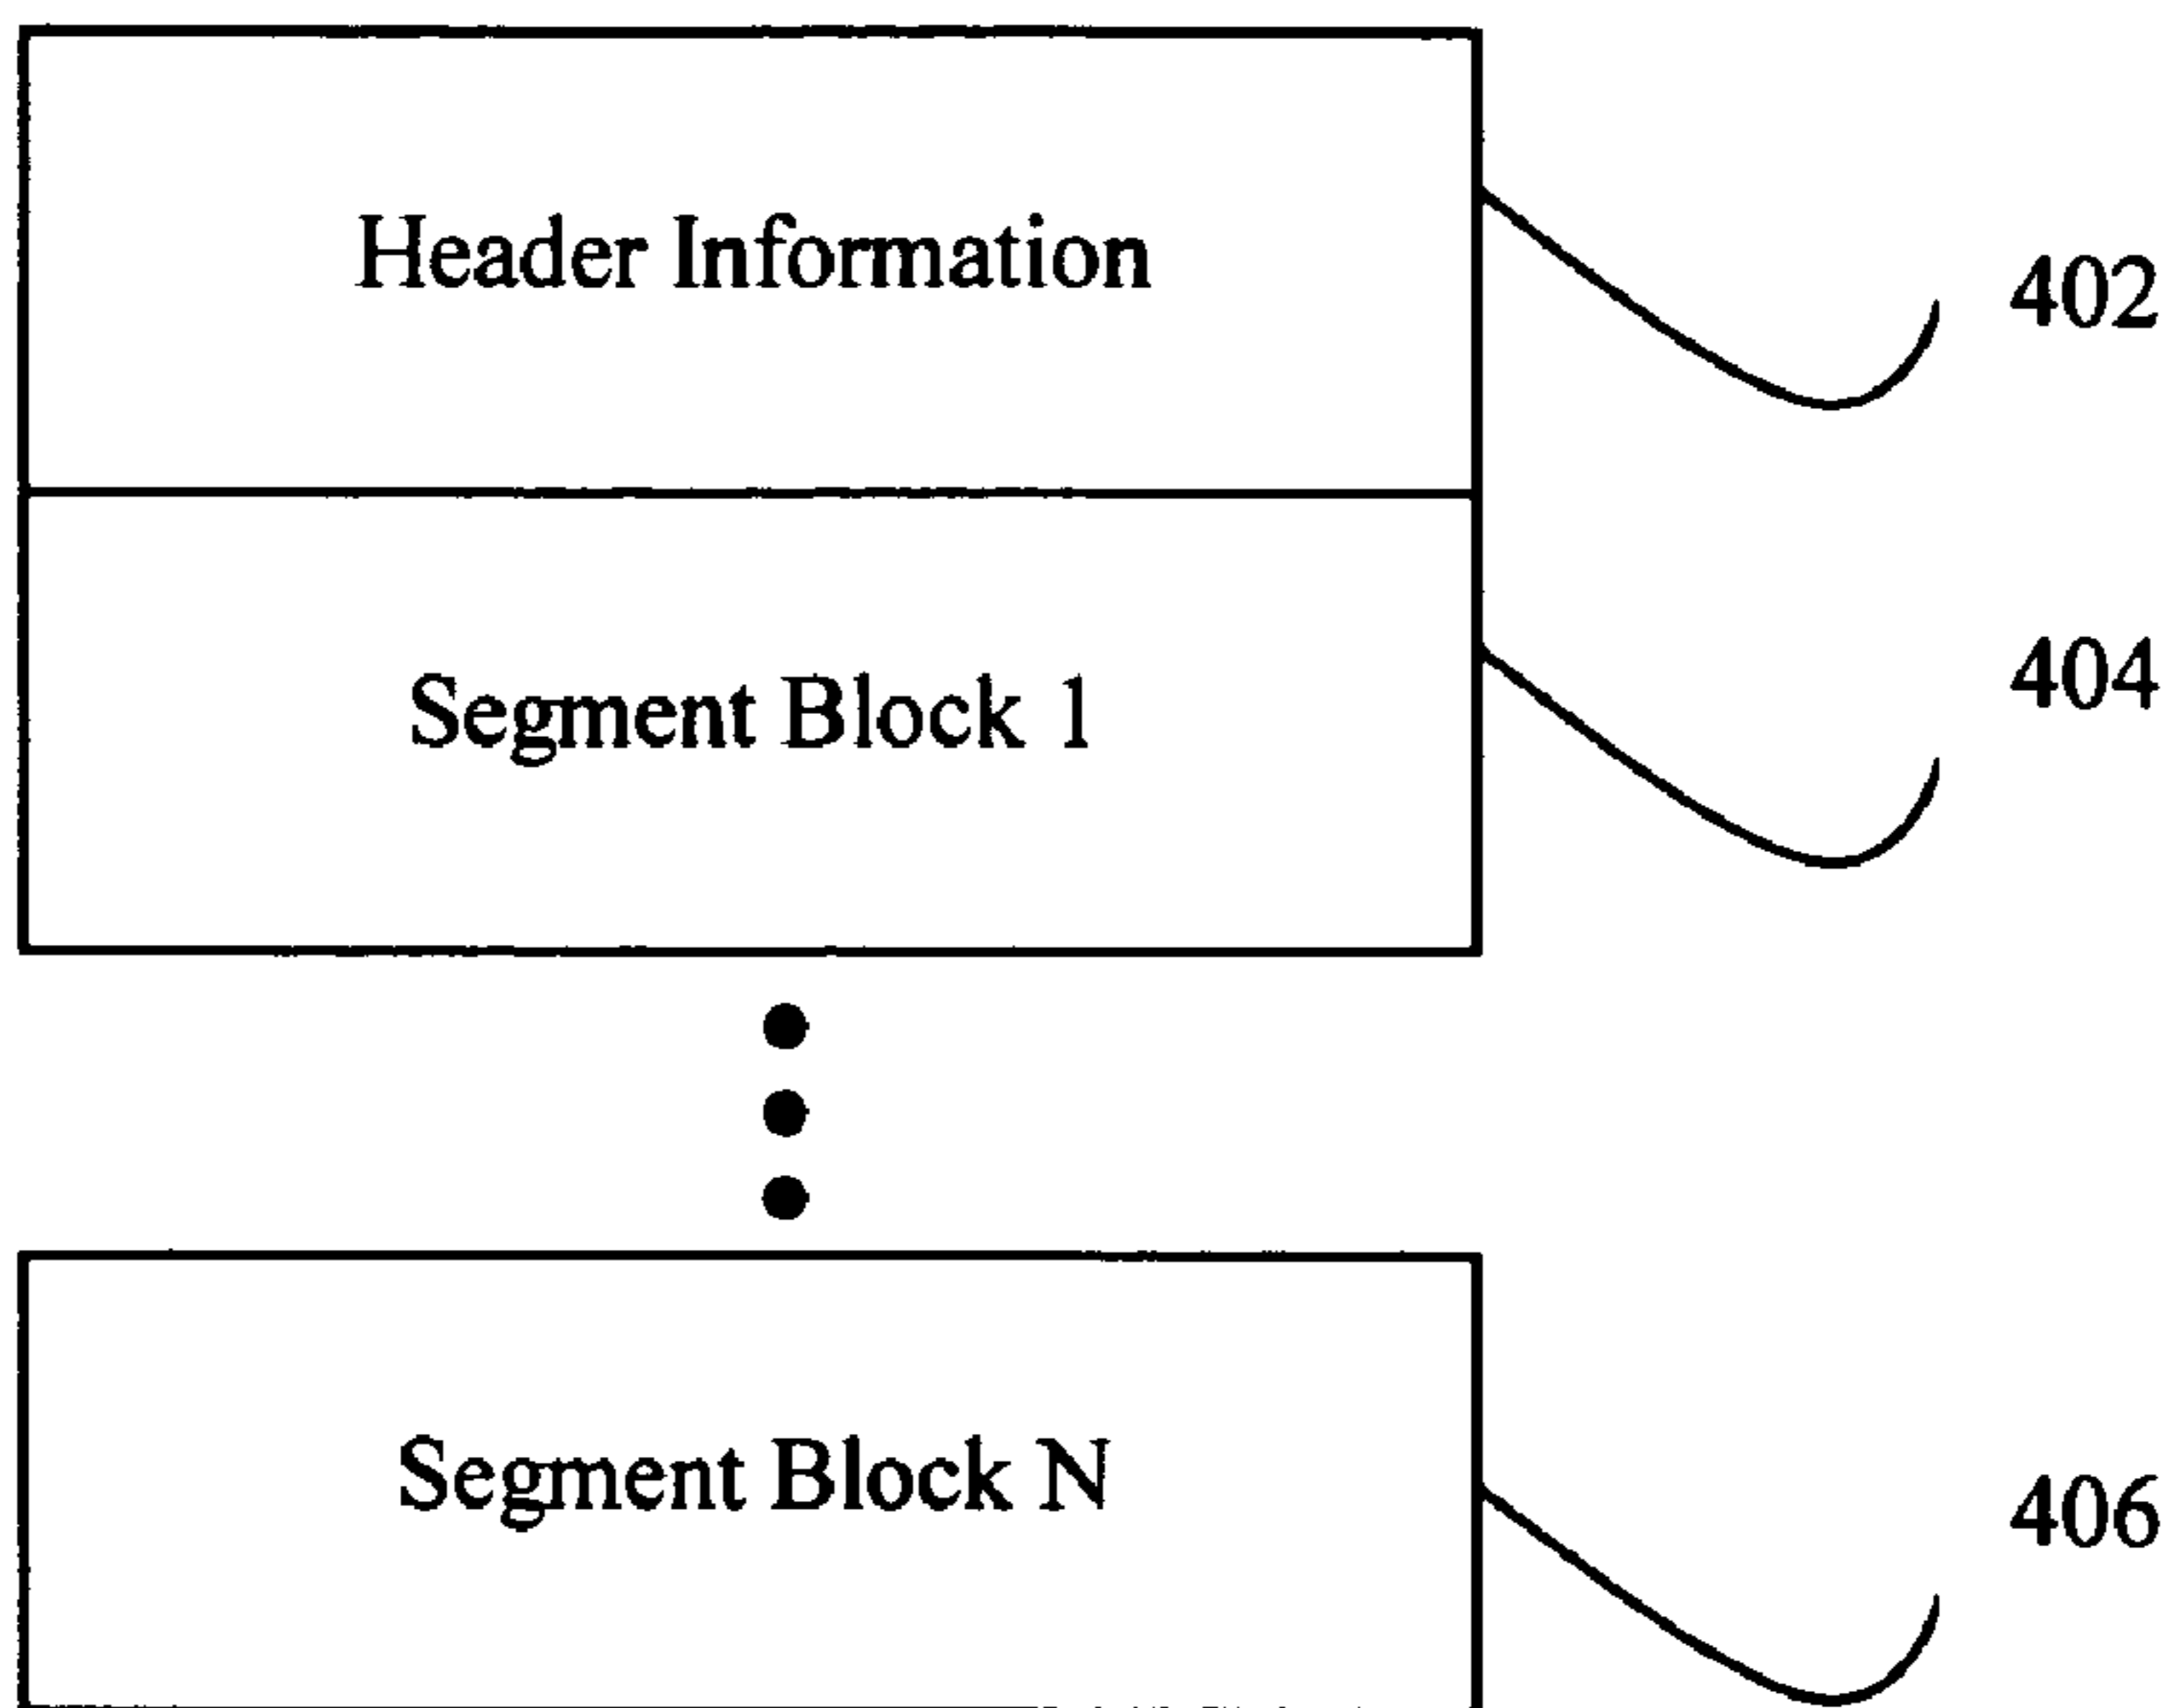 Header Information
402
Segment Block 1
404
Segment Block N
406